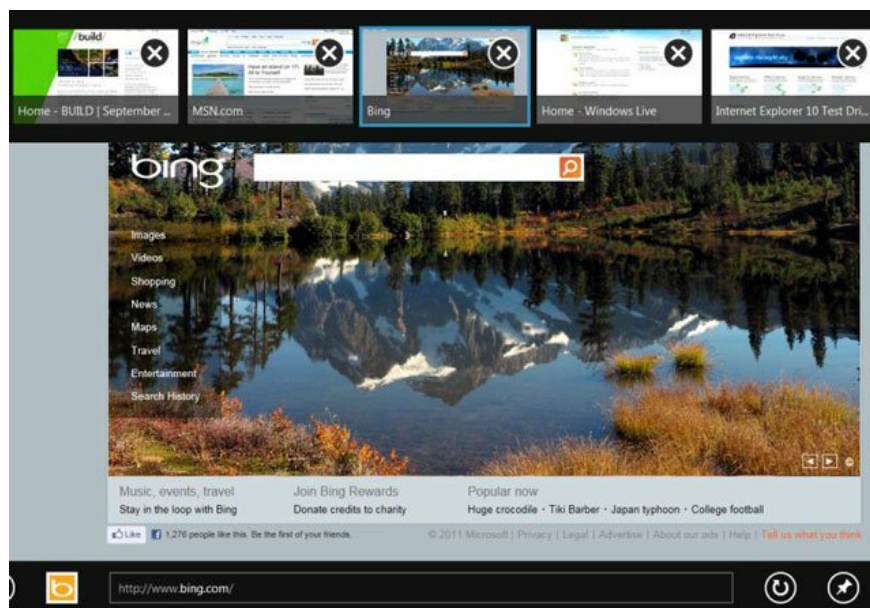 /build/
Home - BUILD | September ...
MSN.com
Bing
Home - Windows Live
Internet Explorer 10 Test Dri...
bing
Images
Videos
Shopping
News
Maps
Travel
Entertainment
Search History
Music, events, travel
Join Bing Rewards
Popular now
Stay in the loop with Bing
Donate credits to charity
Huge crocodile · Tiki Barber · Japan typhoon · College football
Like
1,276 people like this. Be the first of your friends.
© 2011 Microsoft | Privacy | Legal | Advertise | About our ads | Help | Tell us what you think
http://www.bing.com/